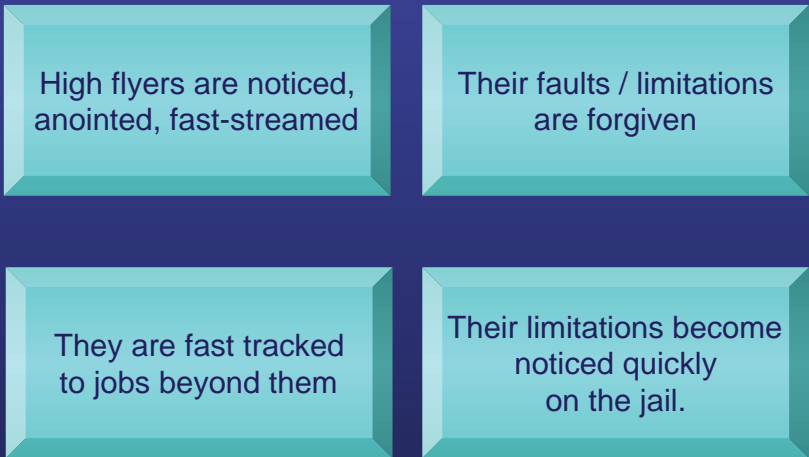 High flyers are noticed,
anointed, fast-streamed
Their faults / limitations
are forgiven
They are fast tracked
to jobs beyond them
Their limitations become
noticed quickly
on the jail.